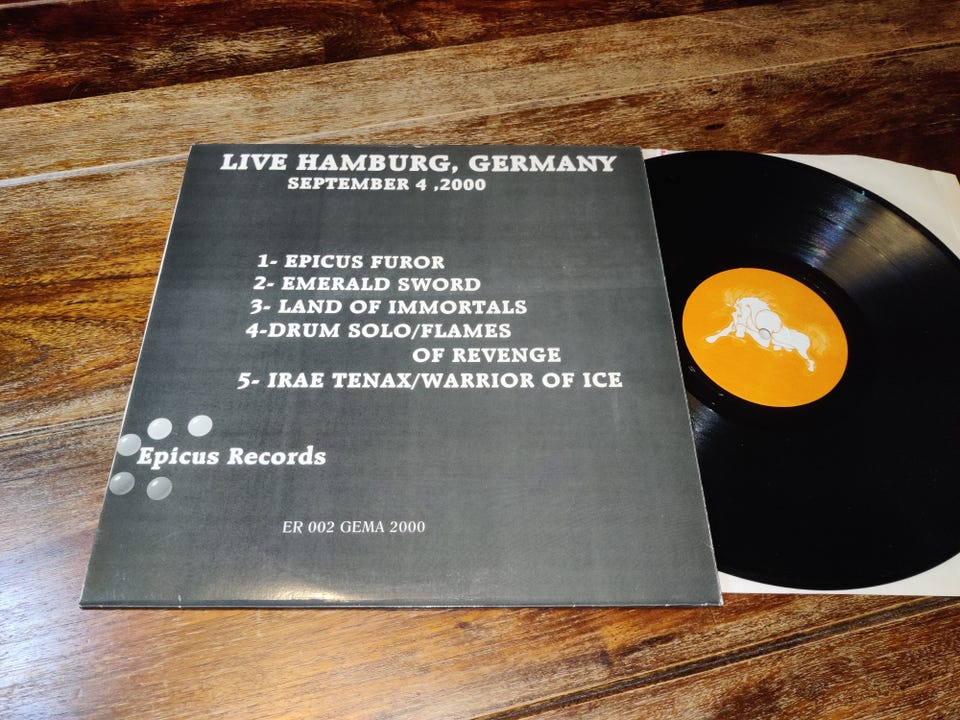 LIVE HAMBURG, GERMANY
SEPTEMBER 4 ,2000
1- EPICUS FUROR
2- EMERALD SWORD
3- LAND OF IMMORTALS
4-DRUM SOLO/FLAMES
OF REVENGE
5- IRAE TENAX/WARRIOR OF ICE
Epicus Records
ER 002 GEMA 2000